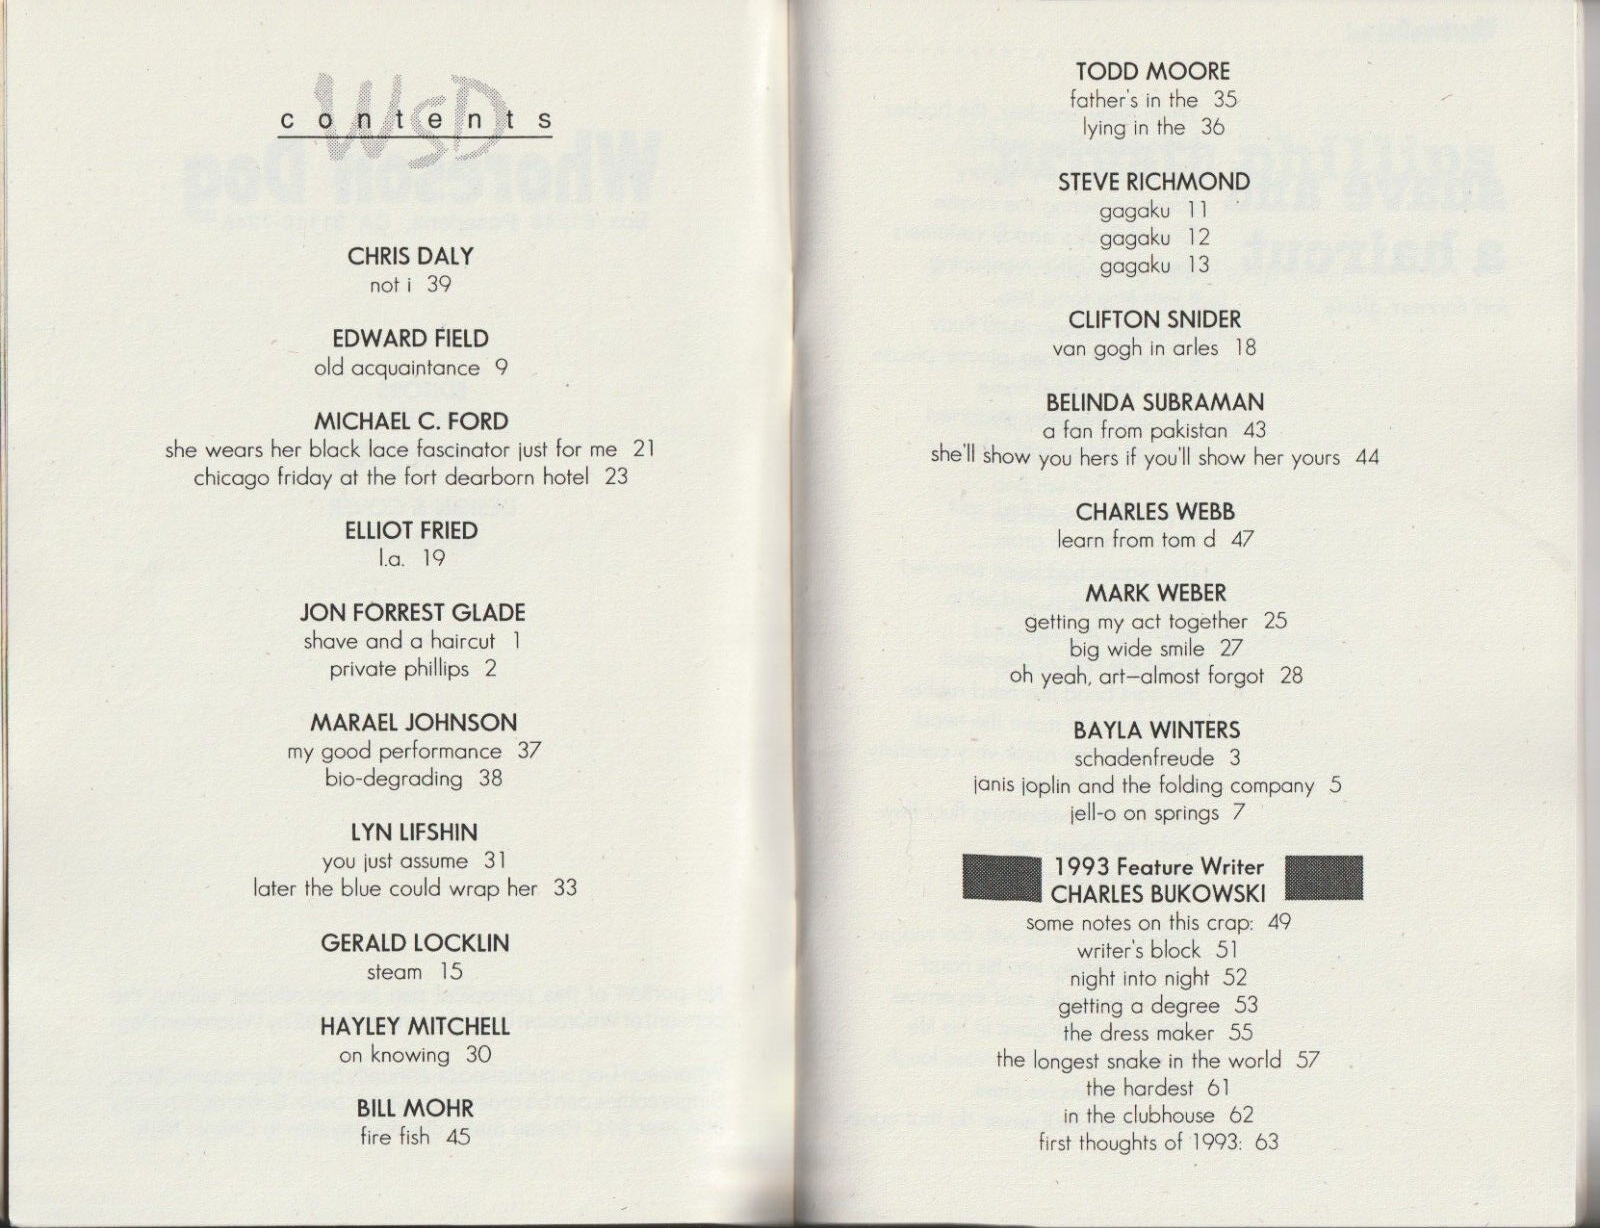 WSD
contents
CHRIS DALY
not i 39
EDWARD FIELD
old acquaintance 9
MICHAEL C. FORD
she wears her black lace fascinator just for me 21
chicago friday at the fort dearborn hotel 23
ELLIOT FRIED
l.a. 19
JON FORREST GLADE
shave and a haircut 1
private phillips 2
MARAEL JOHNSON
my good performance 37
bio-degrading 38
LYN LIFSHIN
you just assume 31
later the blue could wrap her 33
GERALD LOCKLIN
steam 15
HAYLEY MITCHELL
on knowing 30
BILL MOHR
fire fish 45
TODD MOORE
father's in the 35
lying in the 36
STEVE RICHMOND
gagaku 11
gagaku 12
gagaku 13
CLIFTON SNIDER
van gogh in arles 18
BELINDA SUBRAMAN
a fan from pakistan 43
she'll show you hers if you'll show her yours 44
CHARLES WEBB
learn from tom d 47
MARK WEBER
getting my act together 25
big wide smile 27
oh yeah, art–almost forgot 28
BAYLA WINTERS
schadenfreude 3
janis joplin and the folding company 5
jell-o on springs 7
1993 Feature Writer
CHARLES BUKOWSKI
some notes on this crap: 49
writer's block 51
night into night 52
getting a degree 53
the dress maker 55
the longest snake in the world 57
the hardest 61
in the clubhouse 62
first thoughts of 1993: 63